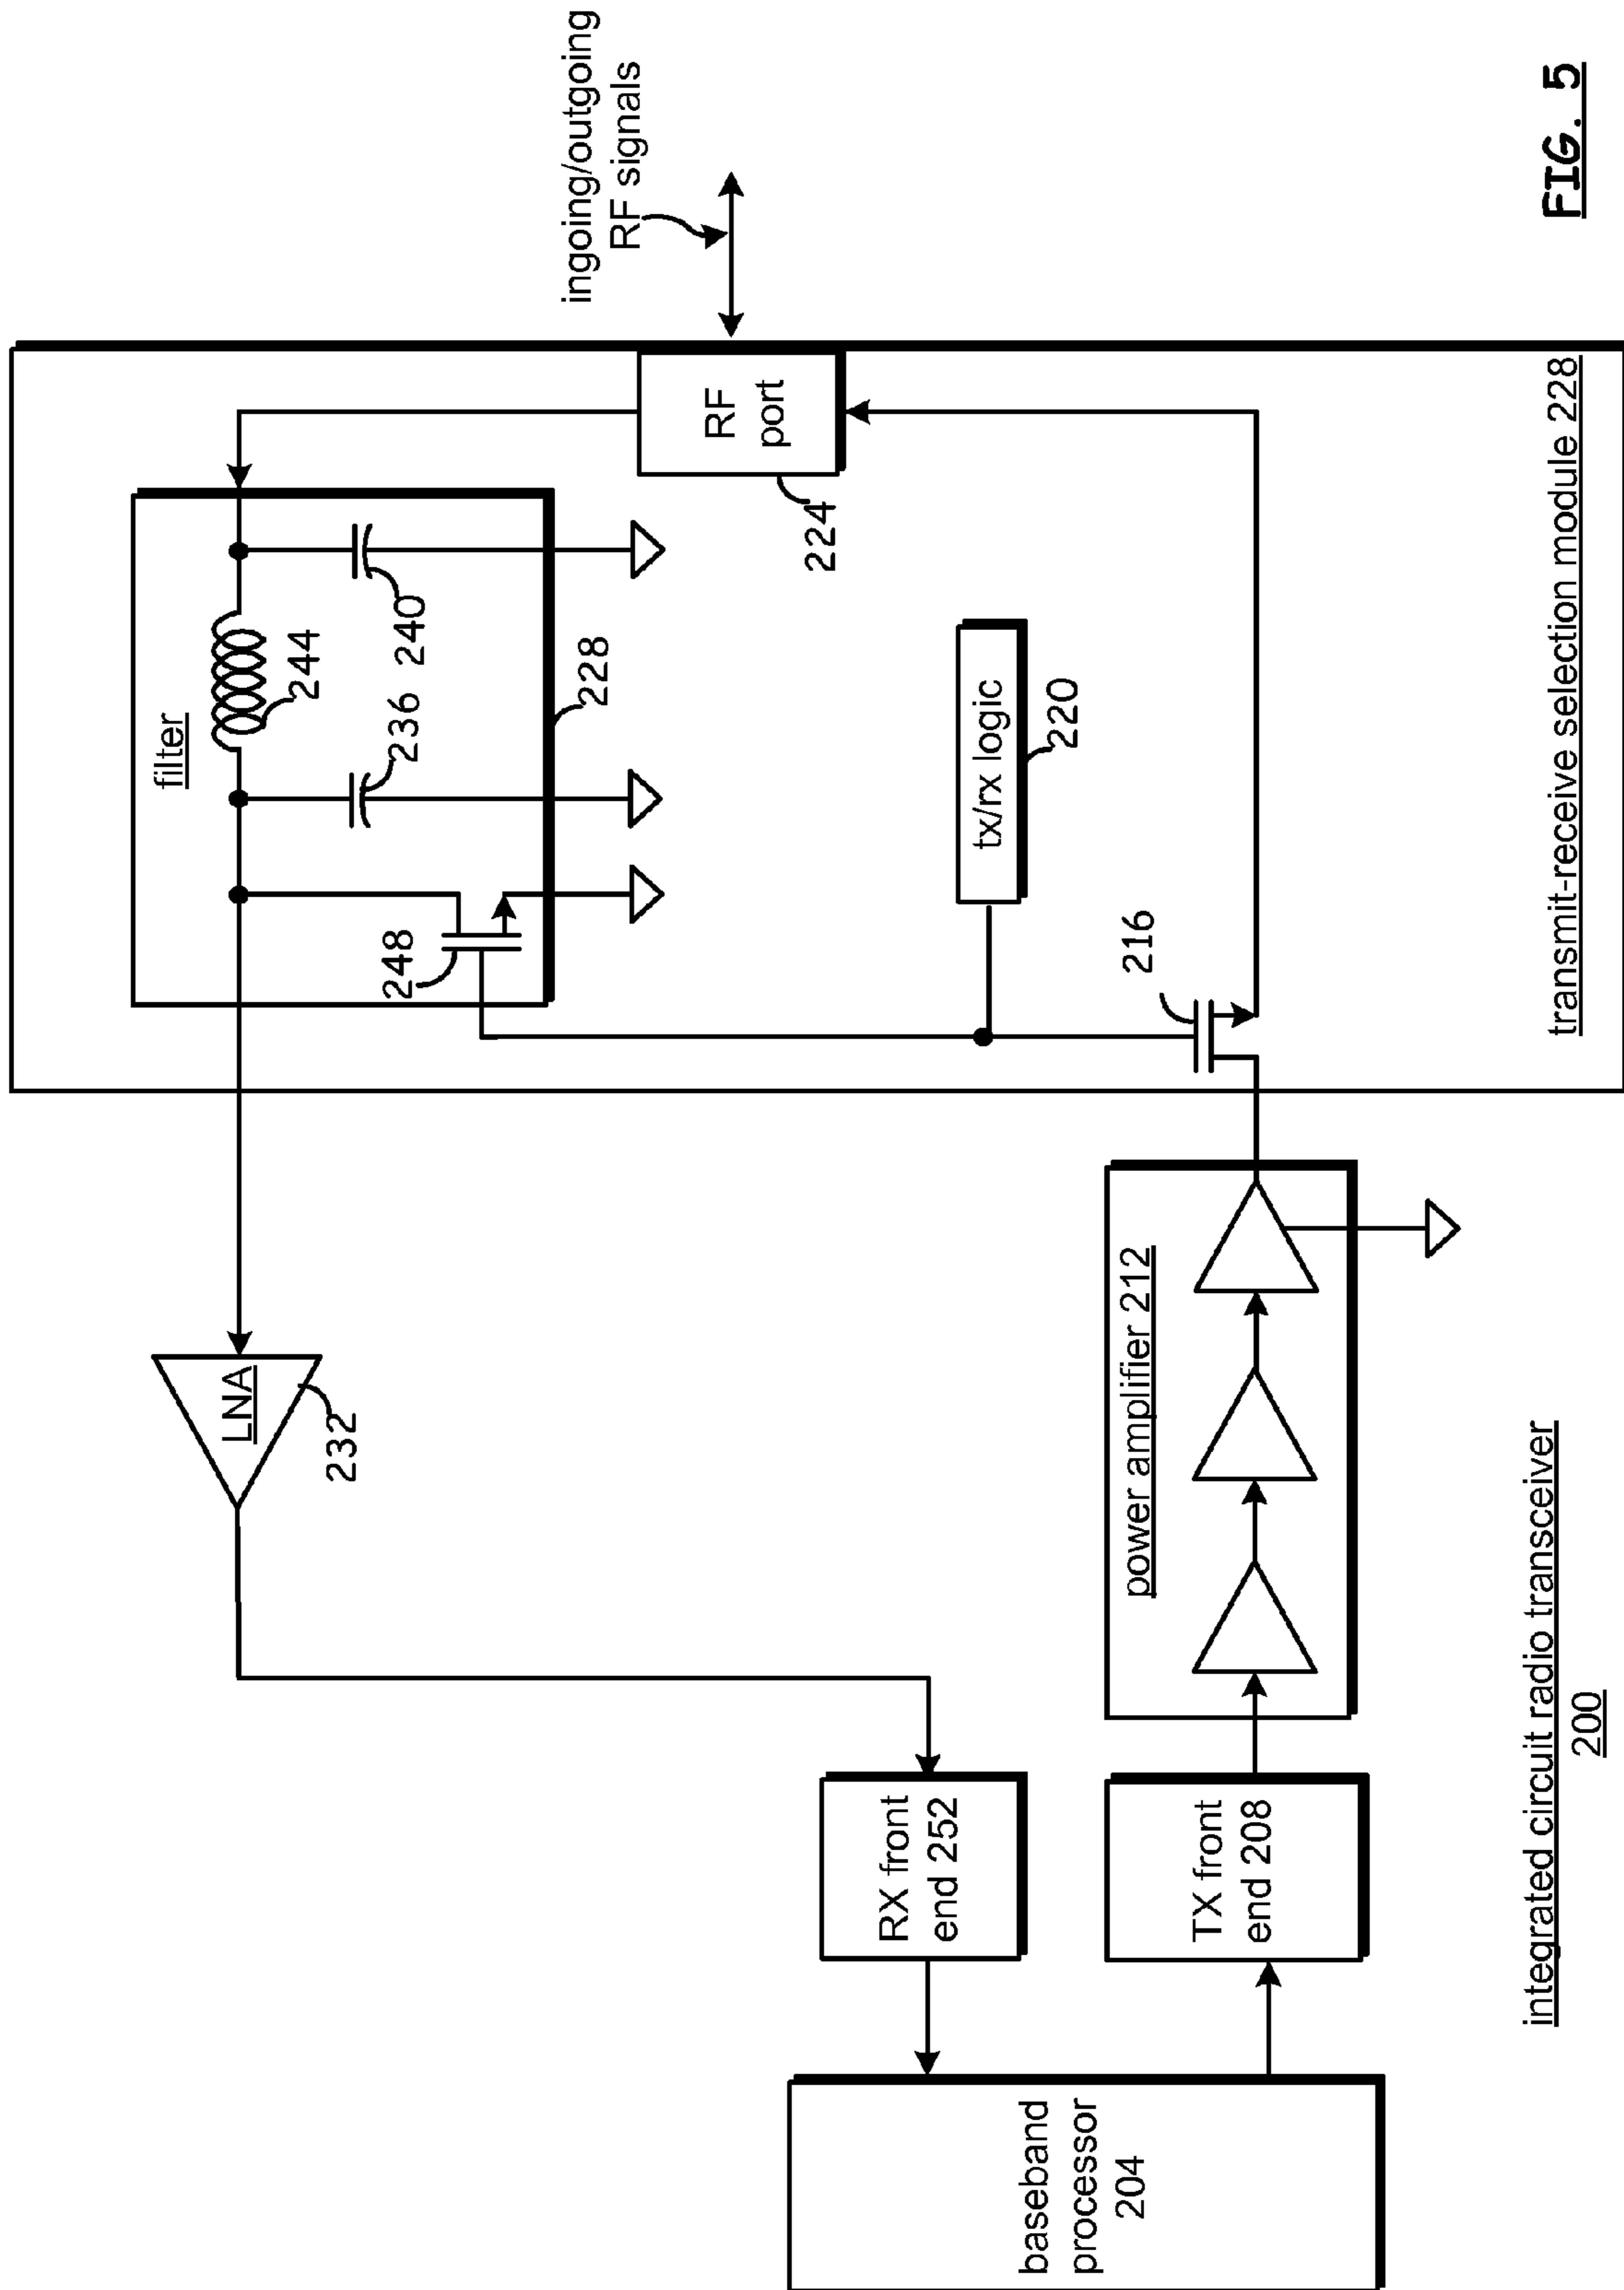 ingoing/outgoing
RF signals
filter
244
236
240
248
228
RF
port
224
tx/rx logic
220
216
transmit-receive selection module 228
LNA
232
power amplifier 212
RX front
end 252
TX front
end 208
baseband
processor
204
integrated circuit radio transceiver
200
FIG. 5